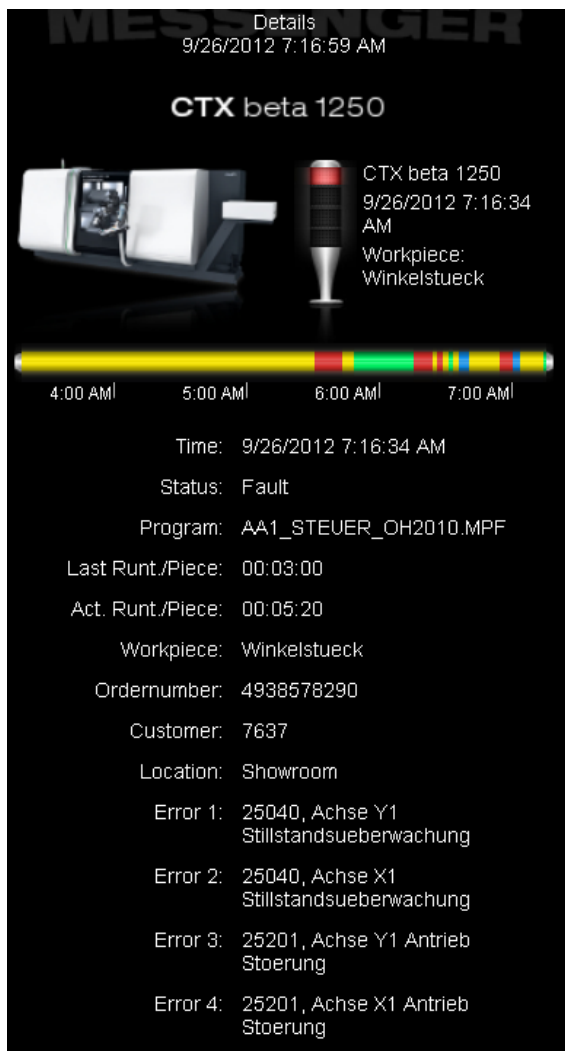 MESSENGER
Details
9/26/2012 7:16:59 AM
CTX beta 1250
CTX beta 1250
9/26/2012 7:16:34
AM
Workpiece:
Winkelstueck
4:00 AM 5:00 AM 6:00 AM 7:00 AM
Time: 9/26/2012 7:16:34 AM
Status: Fault
Program: AA1_STEUER_OH2010.MPF
Last Runt./Piece: 00:03:00
Act. Runt./Piece: 00:05:20
Workpiece: Winkelstueck
Ordernumber: 4938578290
Customer: 7637
Location: Showroom
Error 1: 25040, Achse Y1
Stillstandsueberwachung
Error 2: 25040, Achse X1
Stillstandsueberwachung
Error 3: 25201, Achse Y1 Antrieb
Stoerung
Error 4: 25201, Achse X1 Antrieb
Stoerung